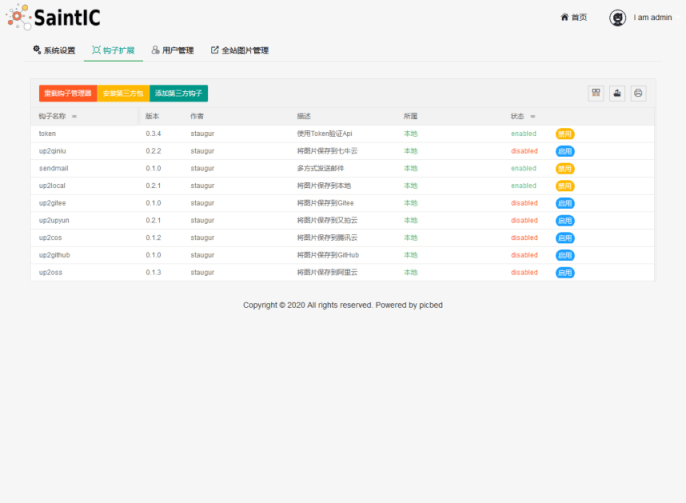 SaintIC
首页 I am admin
系统设置 钩子扩展 用户管理 全站图片管理
重载钩子管理器 安装第三方包 添加第三方钩子
钩子名称 版本 作者 描述 所属 状态
token 0.3.4 staugur 使用Token验证Api 本地 enabled 禁用
up2qiniu 0.2.2 staugur 将图片保存到七牛云 本地 disabled 启用
sendmail 0.1.0 staugur 多方式发送邮件 本地 enabled 禁用
up2local 0.2.1 staugur 将图片保存到本地 本地 enabled 禁用
up2gitee 0.1.0 staugur 将图片保存到Gitee 本地 disabled 启用
up2upyun 0.2.1 staugur 将图片保存到又拍云 本地 disabled 启用
up2cos 0.1.2 staugur 将图片保存到腾讯云 本地 disabled 启用
up2github 0.1.0 staugur 将图片保存到GitHub 本地 disabled 启用
up2oss 0.1.3 staugur 将图片保存到阿里云 本地 disabled 启用
Copyright © 2020 All rights reserved. Powered by picbed